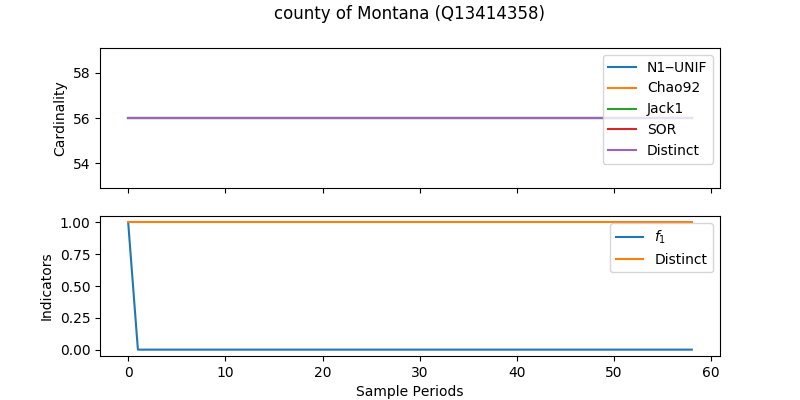 county of Montana (Q13414358)
Cardinality
58
56
54
N1−UNIF
Chao92
Jack1
SOR
Distinct
Indicators
1.00
0.75
0.50
0.25
0.00
f1
Distinct
0 10 20 30 40 50 60
Sample Periods